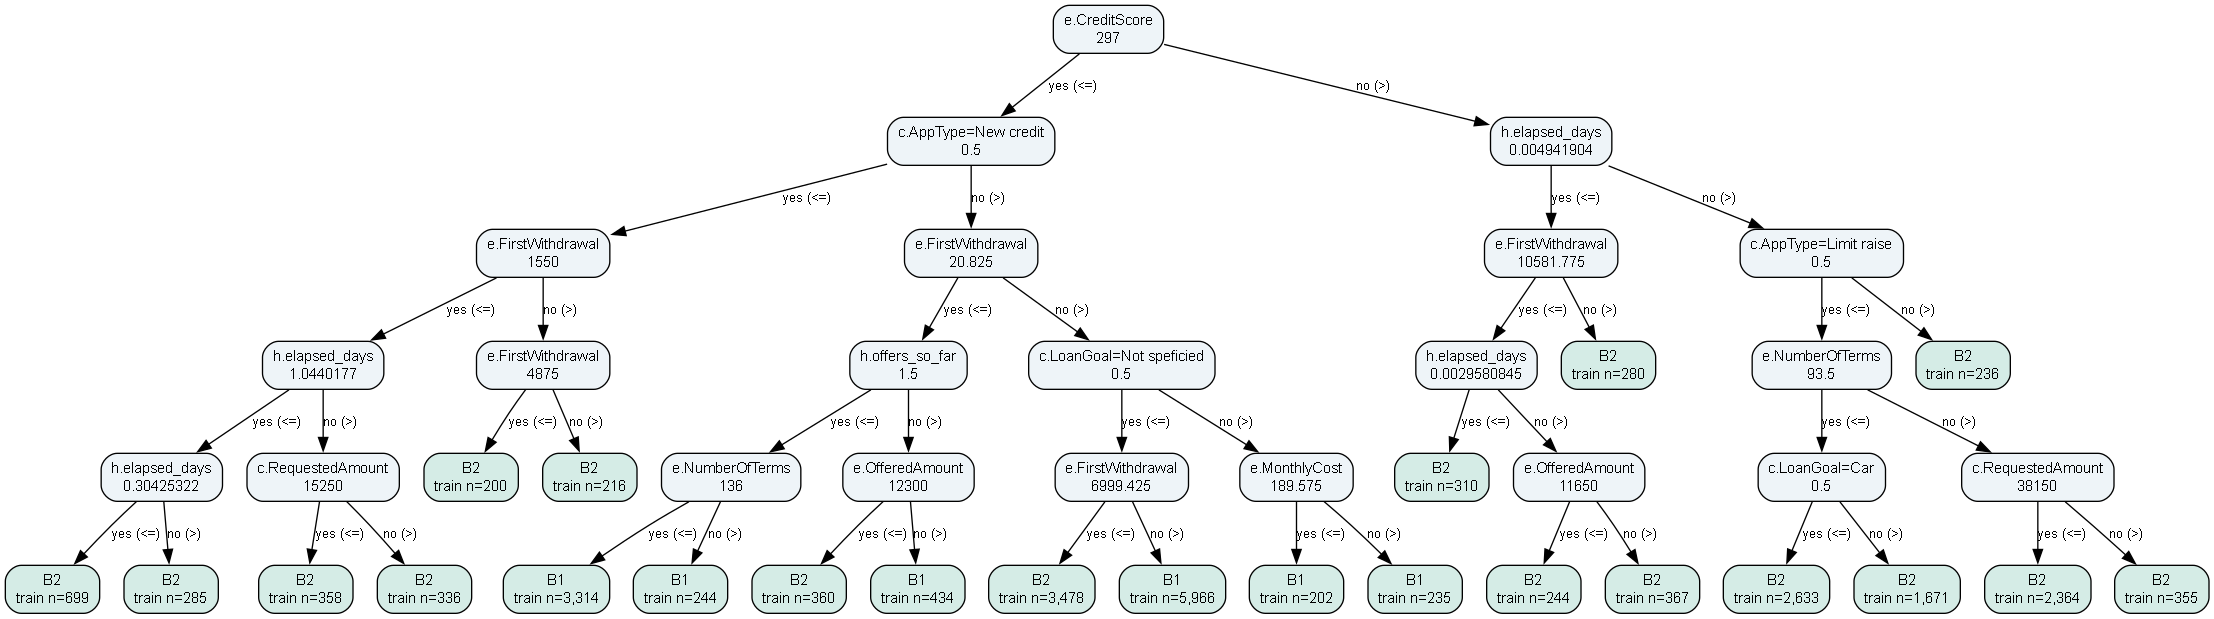 e.CreditScore
297
yes (<=)
no (>)
c.AppType=New credit
0.5
h.elapsed_days
0.004941904
yes (<=)
no (>)
yes (<=)
no (>)
e.FirstWithdrawal
1550
e.FirstWithdrawal
20.825
e.FirstWithdrawal
10581.775
c.AppType=Limit raise
0.5
yes (<=)
no (>)
yes (<=)
no (>)
yes (<=)
no (>)
yes (<=)
no (>)
h.elapsed_days
1.0440177
e.FirstWithdrawal
4875
h.offers_so_far
1.5
c.LoanGoal=Not speficied
0.5
h.elapsed_days
0.0029580845
B2
train n=280
e.NumberOfTerms
93.5
B2
train n=236
yes (<=)
no (>)
yes (<=)
no (>)
yes (<=)
no (>)
yes (<=)
no (>)
yes (<=)
no (>)
yes (<=)
no (>)
h.elapsed_days
0.30425322
c.RequestedAmount
15250
B2
train n=200
B2
train n=216
e.NumberOfTerms
136
e.OfferedAmount
12300
e.FirstWithdrawal
6999.425
e.MonthlyCost
189.575
B2
train n=310
e.OfferedAmount
11650
c.LoanGoal=Car
0.5
c.RequestedAmount
38150
yes (<=)
no (>)
yes (<=)
no (>)
yes (<=)
no (>)
yes (<=)
no (>)
yes (<=)
no (>)
yes (<=)
no (>)
yes (<=)
no (>)
yes (<=)
no (>)
yes (<=)
no (>)
B2
train n=699
B2
train n=285
B2
train n=358
B2
train n=336
B1
train n=3,314
B1
train n=244
B2
train n=360
B1
train n=434
B2
train n=3,478
B1
train n=5,966
B1
train n=202
B1
train n=235
B2
train n=244
B2
train n=367
B2
train n=2,633
B2
train n=1,671
B2
train n=2,364
B2
train n=355